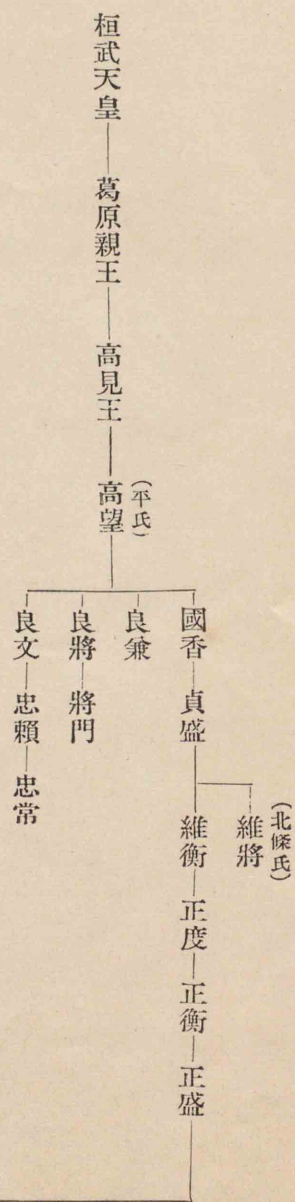 桓武天皇―葛原親王―高見王―高望
(平氏)
國香―貞盛
維將
(北條氏)
維衡―正度―正衡―正盛
良兼
良將―將門
良文―忠賴―忠常